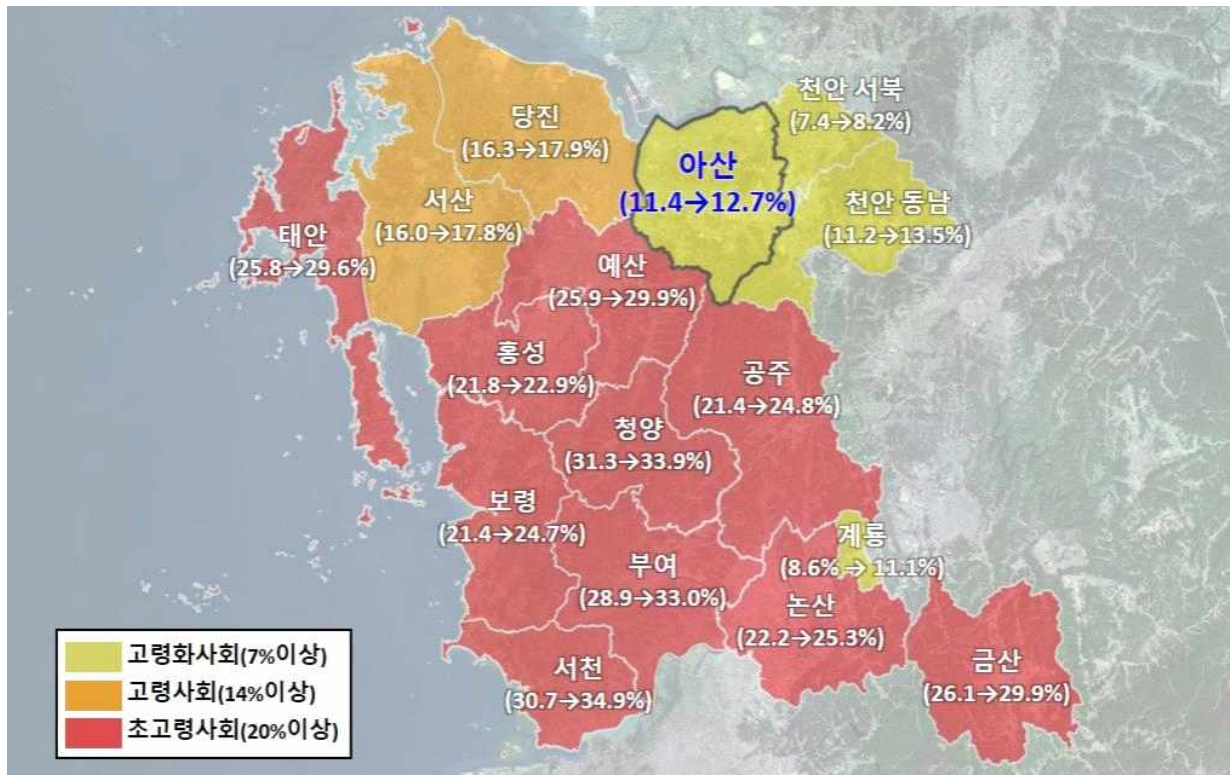 천안 서북
(7.4→8.2%)
당진
(16.3→17.9%)
아산
(11.4→12.7%)
서산
(16.0→17.8%)
천안 동남
(11.2→13.5%)
태안
(25.8→29.6%)
예산
(25.9→29.9%)
홍성
(21.8→22.9%)
공주
(21.4→24.8%)
청양
(31.3→33.9%)
보령
(21.4→24.7%)
계룡
(8.6% → 11.1%)
부여
(28.9→33.0%)
논산
(22.2→25.3%)
서천
(30.7→34.9%)
금산
(26.1→29.9%)
고령화사회(7%이상)
고령사회(14%이상)
초고령사회(20%이상)